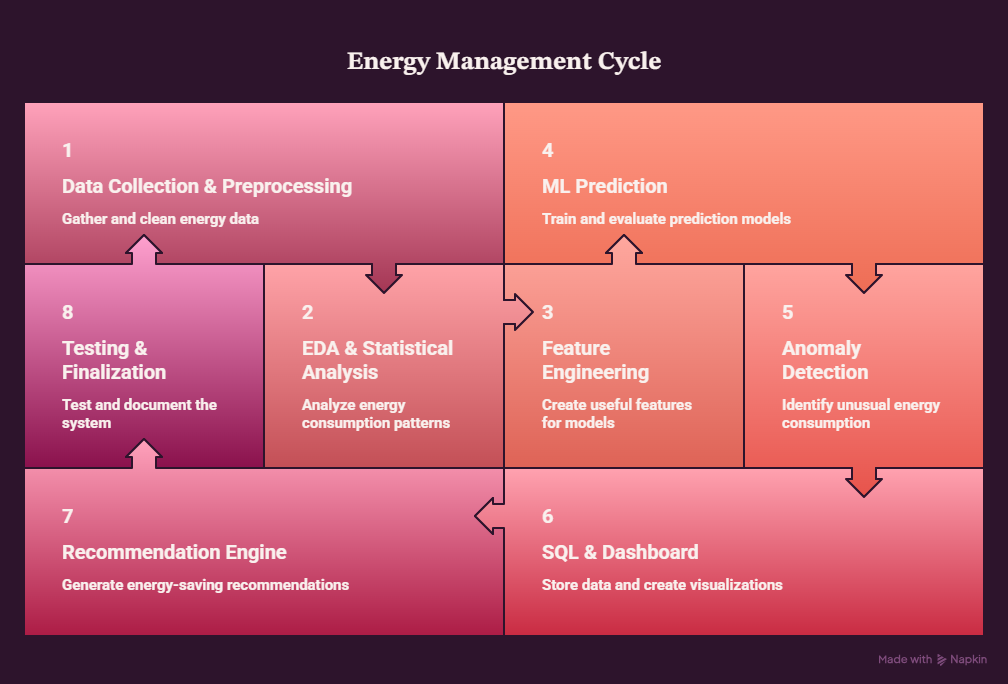 Energy Management Cycle
1
Data Collection & Preprocessing
Gather and clean energy data
4
ML Prediction
Train and evaluate prediction models
8
Testing &
Finalization
Test and document the
system
2
EDA & Statistical
Analysis
Analyze energy
consumption patterns
3
Feature
Engineering
Create useful features
for models
5
Anomaly
Detection
Identify unusual energy
consumption
7
Recommendation Engine
Generate energy-saving recommendations
6
SQL & Dashboard
Store data and create visualizations
Made with Napkin